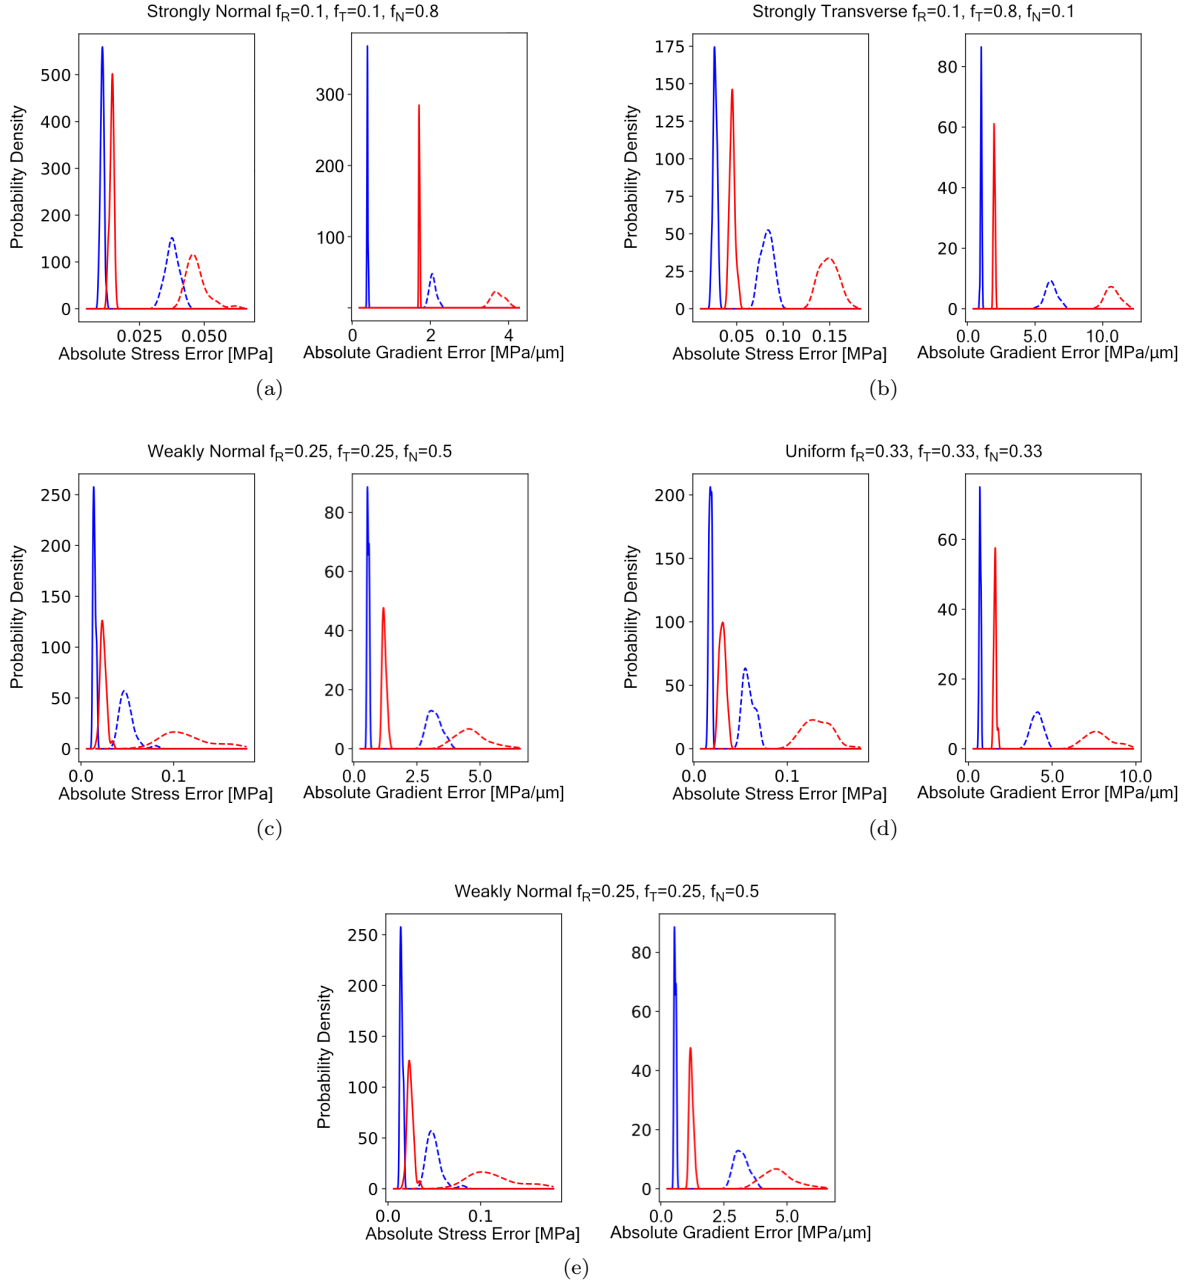 Strongly Normal f_R=0.1, f_T=0.1, f_N=0.8
Probability Density
500
400
300
200
100
0
0.025 0.050
Absolute Stress Error [MPa]
300
200
100
0 2 4
Absolute Gradient Error [MPa/μm]
(a)
Strongly Transverse f_R=0.1, f_T=0.8, f_N=0.1
Probability Density
175
150
125
100
75
50
25
0
0.05 0.10 0.15
Absolute Stress Error [MPa]
80
60
40
20
0
0.0 5.0 10.0
Absolute Gradient Error [MPa/μm]
(b)
Weakly Normal f_R=0.25, f_T=0.25, f_N=0.5
Probability Density
250
200
150
100
50
0
0.0 0.1
Absolute Stress Error [MPa]
80
60
40
20
0
0.0 2.5 5.0
Absolute Gradient Error [MPa/μm]
(c)
Uniform f_R=0.33, f_T=0.33, f_N=0.33
Probability Density
200
150
100
50
0
0.1
Absolute Stress Error [MPa]
60
40
20
0
0.0 5.0 10.0
Absolute Gradient Error [MPa/μm]
(d)
Weakly Normal f_R=0.25, f_T=0.25, f_N=0.5
Probability Density
250
200
150
100
50
0
0.0 0.1
Absolute Stress Error [MPa]
80
60
40
20
0
0.0 2.5 5.0
Absolute Gradient Error [MPa/μm]
(e)